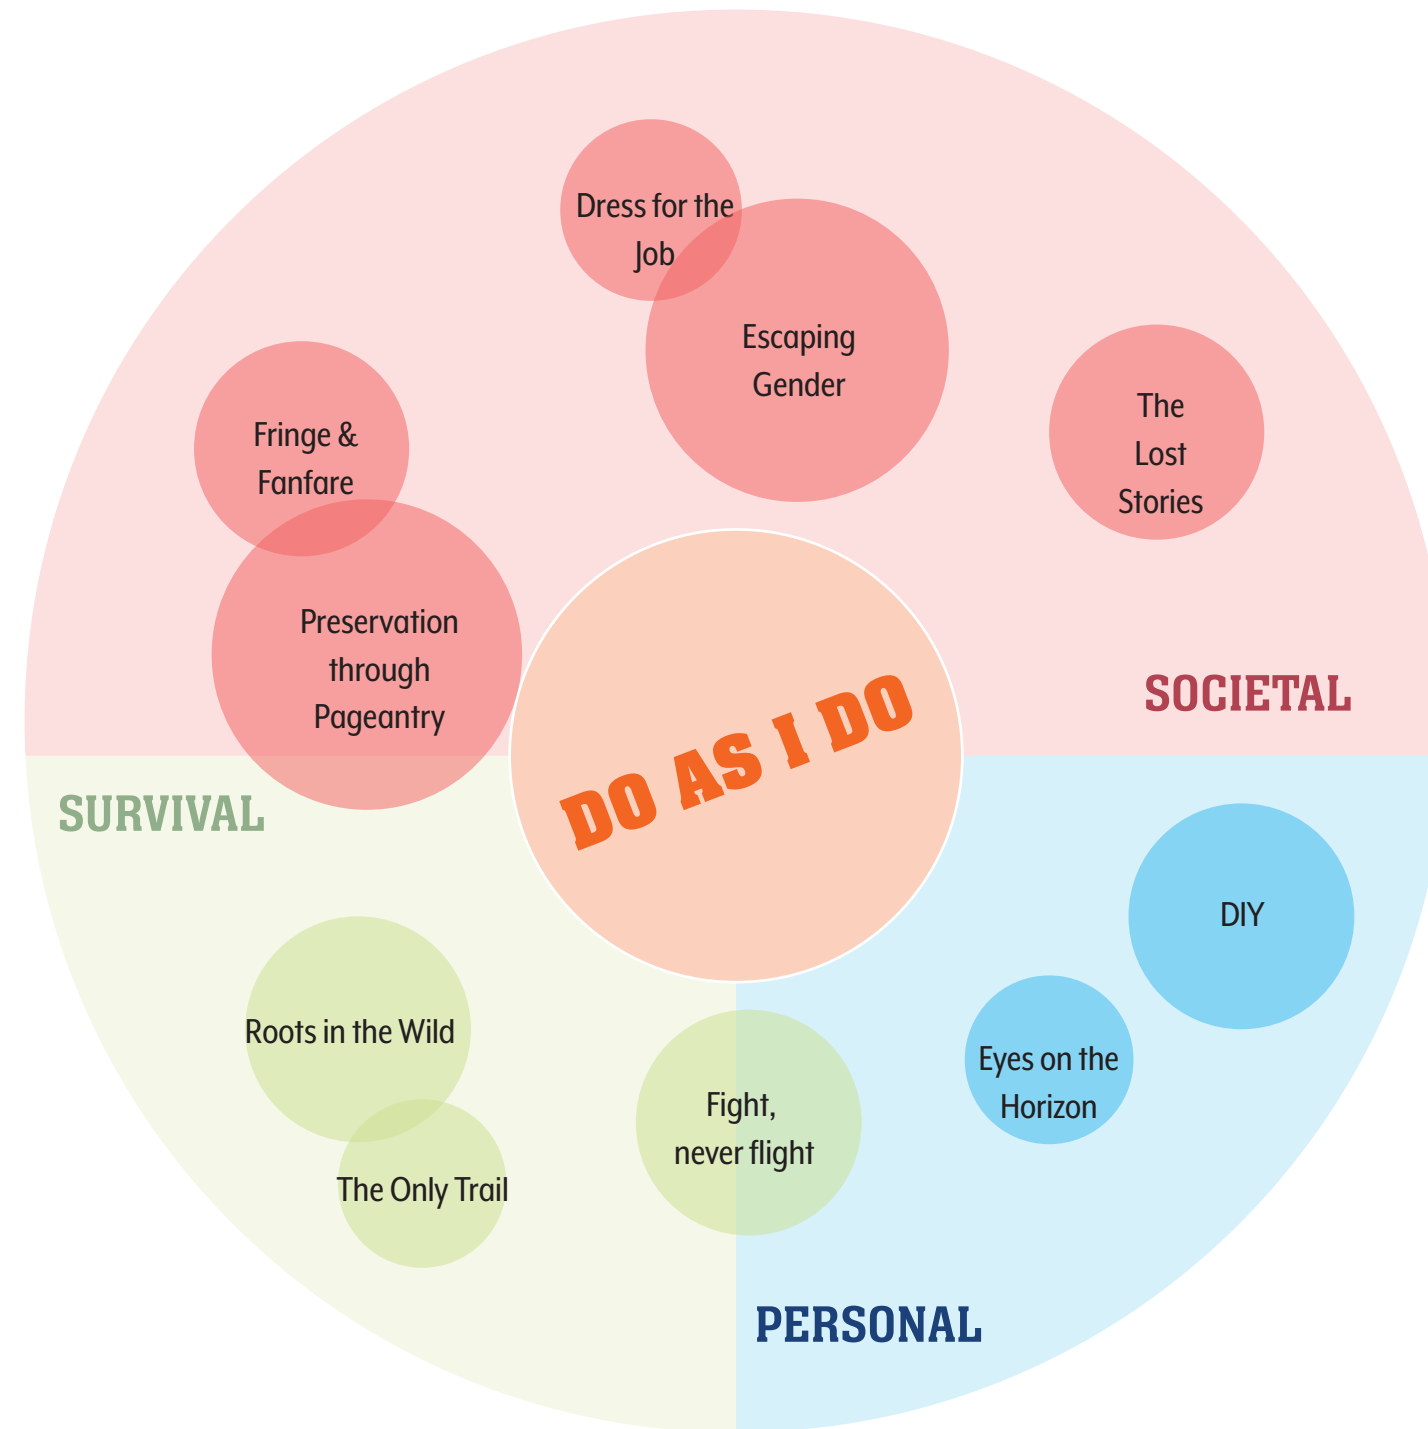 Dress for the
Job
Escaping
Gender
The
Lost
Stories
Fringe &
Fanfare
Preservation
through
Pageantry
SOCIETAL
DO AS I DO
SURVIVAL
DIY
Roots in the Wild
Eyes on the
Horizon
Fight,
never flight
The Only Trail
PERSONAL